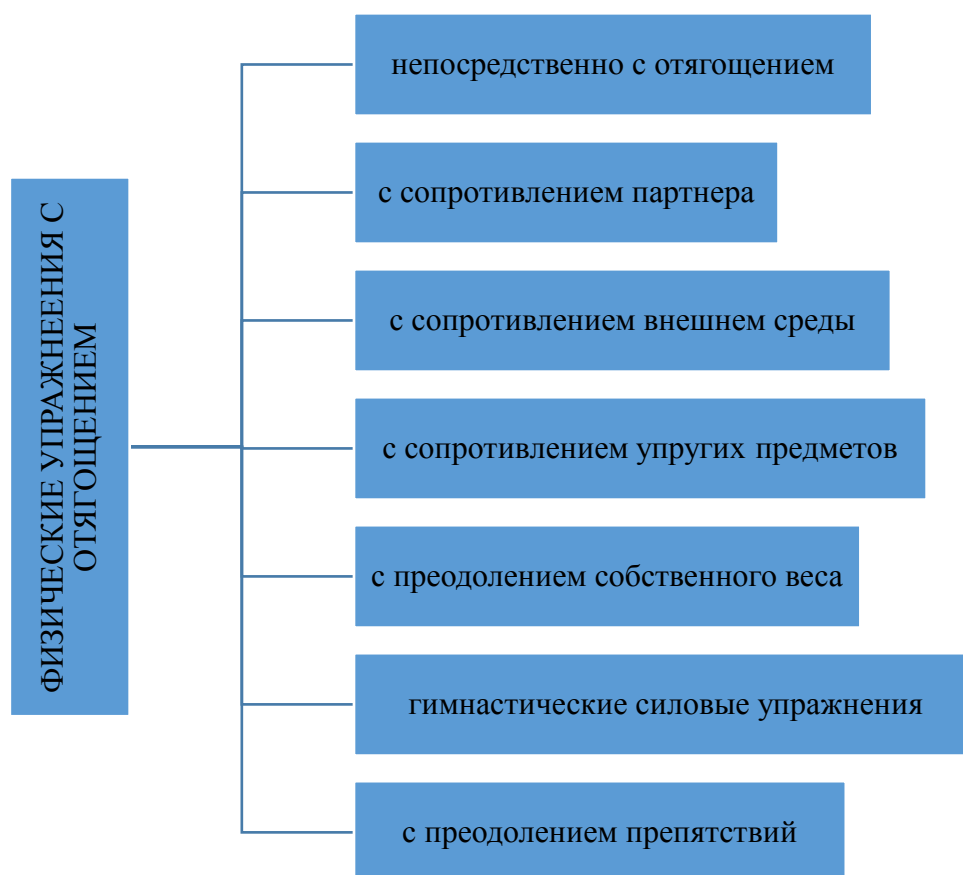 ФИЗИЧЕСКИЕ УПРАЖНЕЕНИЯ С
ОТЯГОЩЕНИЕМ
непосредственно с отягощением
с сопротивлением партнера
с сопротивлением внешнем среды
с сопротивлением упругих предметов
с преодолением собственного веса
гимнастические силовые упражнения
с преодолением препятствий